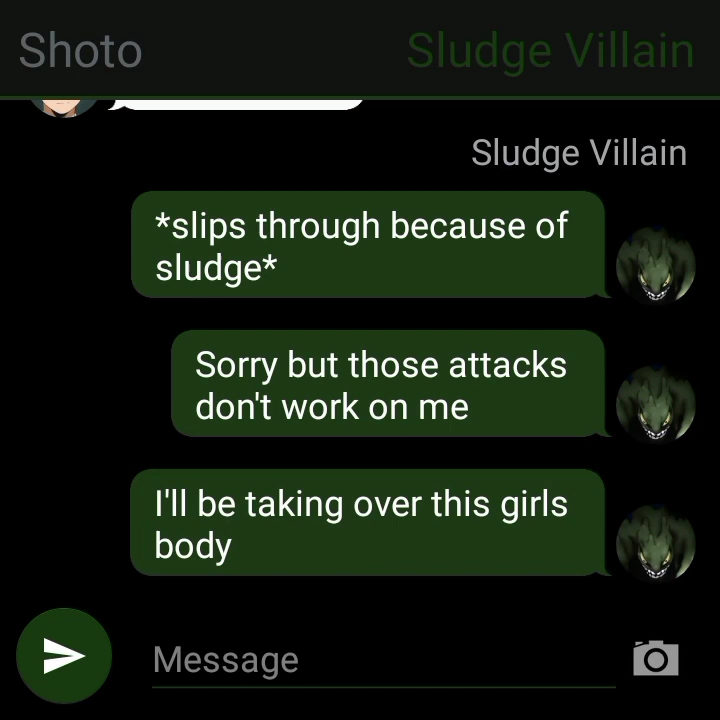 Shoto
Sludge Villain
Sludge Villain
*slips through because of
sludge*
Sorry but those attacks
don't work on me
I'll be taking over this girls
body
Message